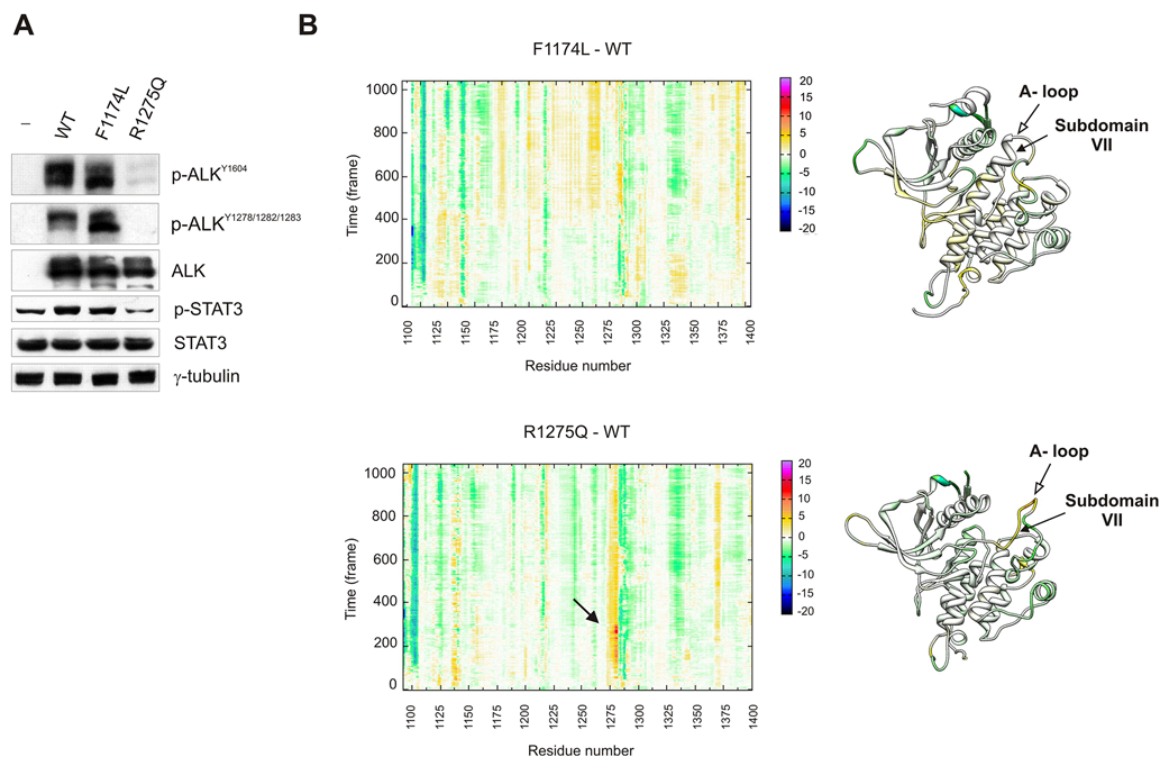 A
–
WT
F1174L
R1275Q
p-ALK^Y1604
p-ALK^Y1278/1282/1283
ALK
p-STAT3
STAT3
γ-tubulin
B
F1174L - WT
Time (frame)
1000
800
600
400
200
0
1100
1150
1125
1175
1200
1225
1250
1275
1300
1325
1350
1375
1400
Residue number
20
15
10
5
0
-5
-10
-15
-20
A- loop
Subdomain
VII
R1275Q - WT
Time (frame)
1000
800
600
400
200
0
1100
1125
1150
1175
1200
1225
1250
1275
1300
1325
1350
1375
1400
Residue number
20
15
10
5
0
-5
-10
-15
-20
A- loop
Subdomain
VII